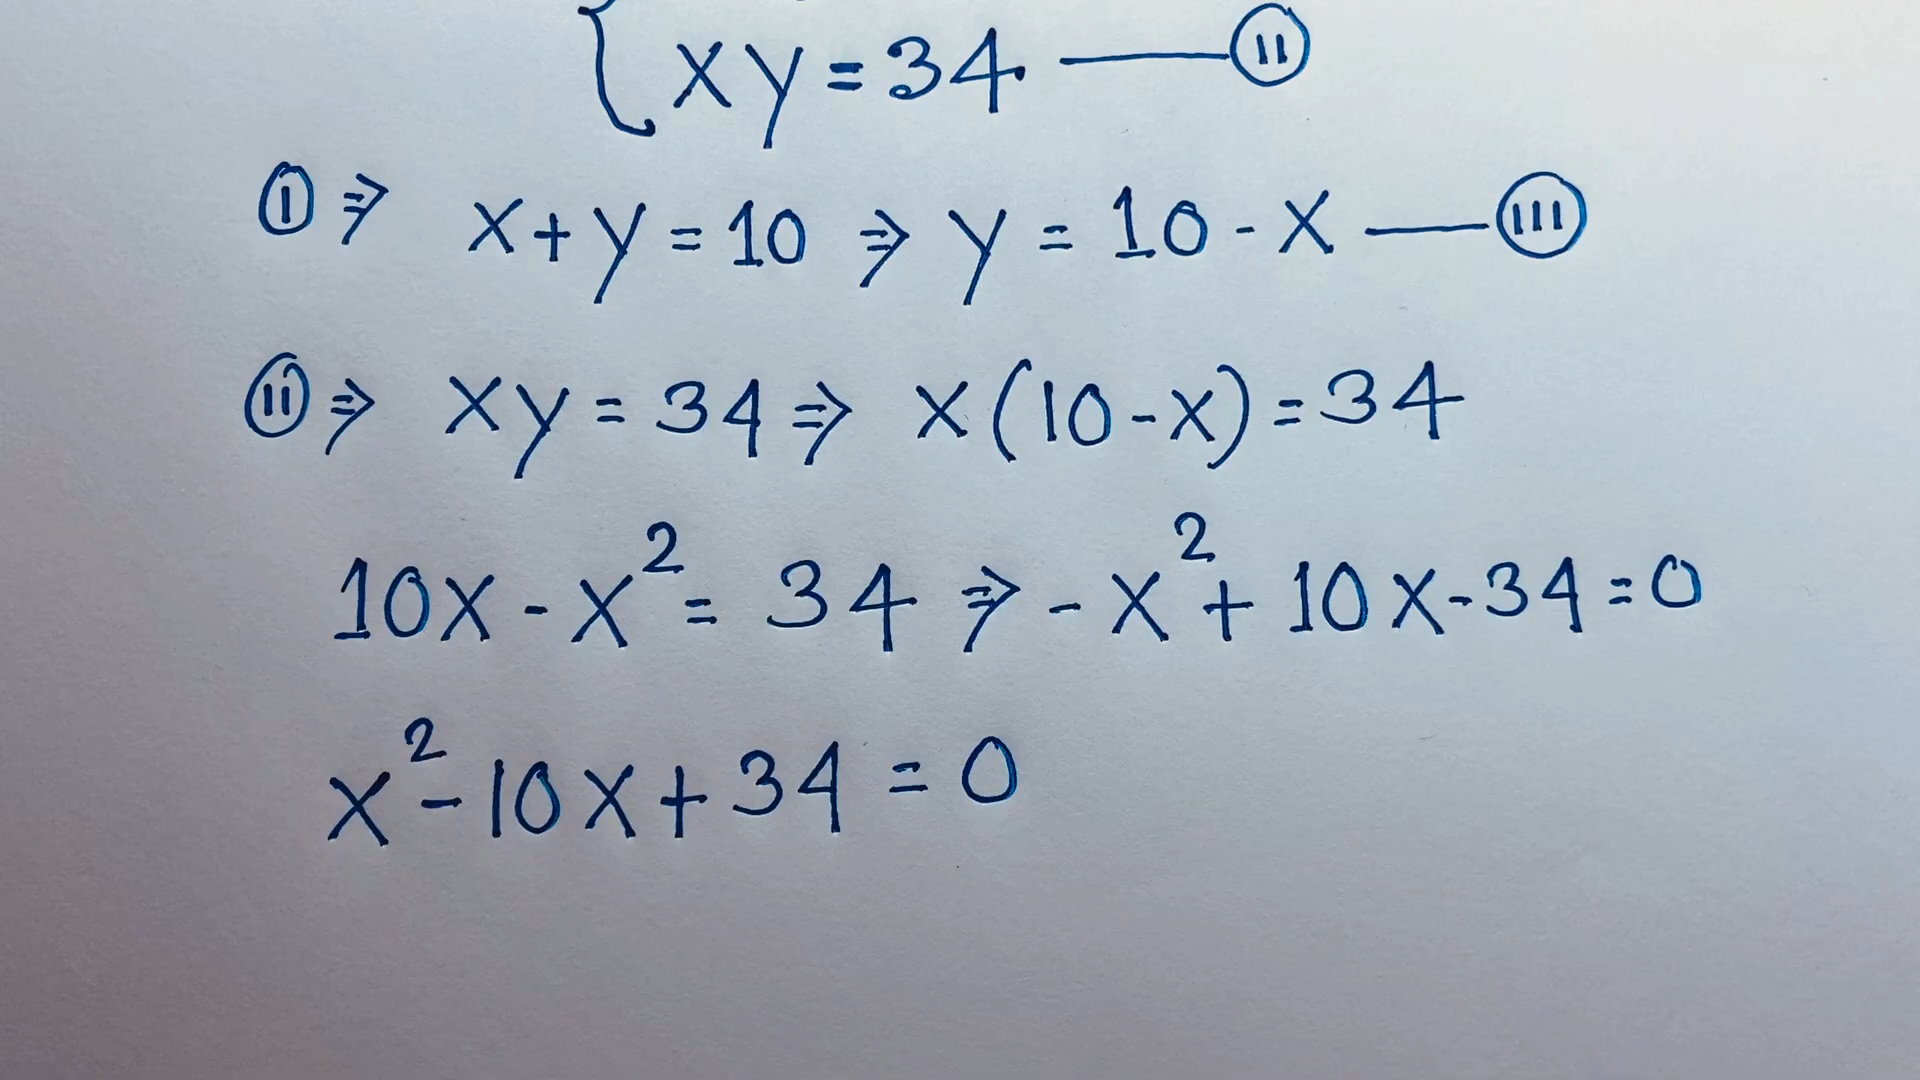 { xy = 34 —— (II)
(I) ⇒ x + y = 10 ⇒ y = 10 - x —— (III)
(II) ⇒ xy = 34 ⇒ x(10 - x) = 34
10x - x² = 34 ⇒ - x² + 10x - 34 = 0
x² - 10x + 34 = 0